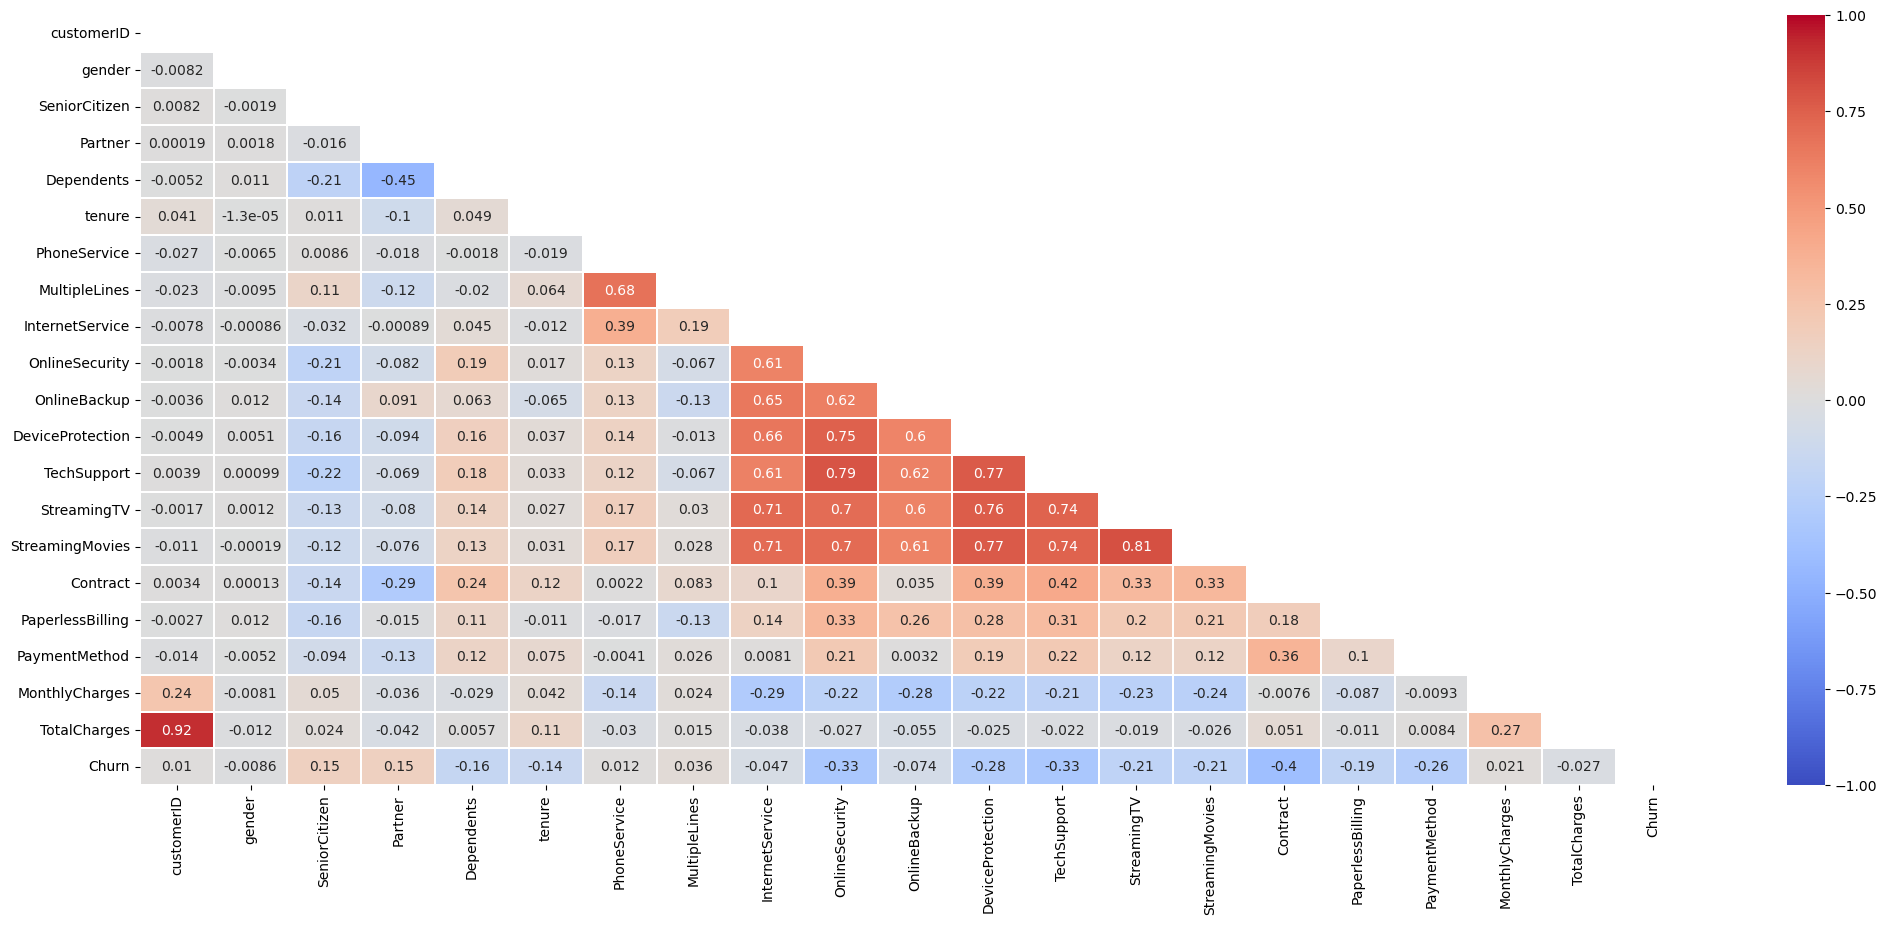 customerID
gender -0.0082
SeniorCitizen 0.0082 -0.0019
Partner 0.00019 0.0018 -0.016
Dependents -0.0052 0.011 -0.21 -0.45
tenure 0.041 -1.3e-05 0.011 -0.1 0.049
PhoneService -0.027 -0.0065 0.0086 -0.018 -0.0018 -0.019
MultipleLines -0.023 -0.0095 0.11 -0.12 -0.02 0.064 0.68
InternetService -0.0078 -0.00086 -0.032 -0.00089 0.045 -0.012 0.39 0.19
OnlineSecurity -0.0018 -0.0034 -0.21 -0.082 0.19 0.017 0.13 -0.067 0.61
OnlineBackup -0.0036 0.012 -0.14 0.091 0.063 -0.065 0.13 -0.13 0.65 0.62
DeviceProtection -0.0049 0.0051 -0.16 -0.094 0.16 0.037 0.14 -0.013 0.66 0.75 0.6
TechSupport 0.0039 0.00099 -0.22 -0.069 0.18 0.033 0.12 -0.067 0.61 0.79 0.62 0.77
StreamingTV -0.0017 0.0012 -0.13 -0.08 0.14 0.027 0.17 0.03 0.71 0.7 0.6 0.76 0.74
StreamingMovies -0.011 -0.00019 -0.12 -0.076 0.13 0.031 0.17 0.028 0.71 0.7 0.61 0.77 0.74 0.81
Contract 0.0034 0.00013 -0.14 -0.29 0.24 0.12 0.0022 0.083 0.1 0.39 0.035 0.39 0.42 0.33 0.33
PaperlessBilling -0.0027 0.012 -0.16 -0.015 0.11 -0.011 -0.017 -0.13 0.14 0.33 0.26 0.28 0.31 0.2 0.21 0.18
PaymentMethod -0.014 -0.0052 -0.094 -0.13 0.12 0.075 -0.0041 0.026 0.0081 0.21 0.0032 0.19 0.22 0.12 0.12 0.36 0.1
MonthlyCharges 0.24 -0.0081 0.05 -0.036 -0.029 0.042 -0.14 0.024 -0.29 -0.22 -0.28 -0.22 -0.21 -0.23 -0.24 -0.0076 -0.087 -0.0093
TotalCharges 0.92 -0.012 0.024 -0.042 0.0057 0.11 -0.03 0.015 -0.038 -0.027 -0.055 -0.025 -0.022 -0.019 -0.026 0.051 -0.011 0.0084 0.27
Churn 0.01 -0.0086 0.15 0.15 -0.16 -0.14 0.012 0.036 -0.047 -0.33 -0.074 -0.28 -0.33 -0.21 -0.21 -0.4 -0.19 -0.26 0.021 -0.027
customerID
gender
SeniorCitizen
Partner
Dependents
tenure
PhoneService
MultipleLines
InternetService
OnlineSecurity
OnlineBackup
DeviceProtection
TechSupport
StreamingTV
StreamingMovies
Contract
PaperlessBilling
PaymentMethod
MonthlyCharges
TotalCharges
Churn
1.00
0.75
0.50
0.25
0.00
−0.25
−0.50
−0.75
−1.00